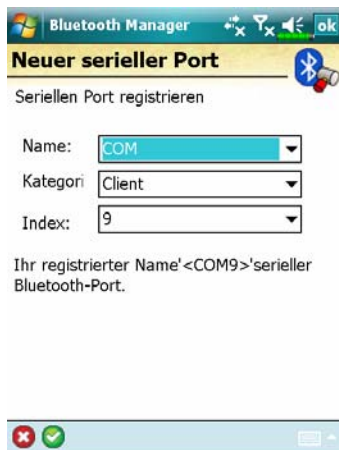 Bluetooth Manager ok
Neuer serieller Port
Seriellen Port registrieren
Name: COM
Kategori Client
Index: 9
Ihr registrierter Name'<COM9>'serieller
Bluetooth-Port.